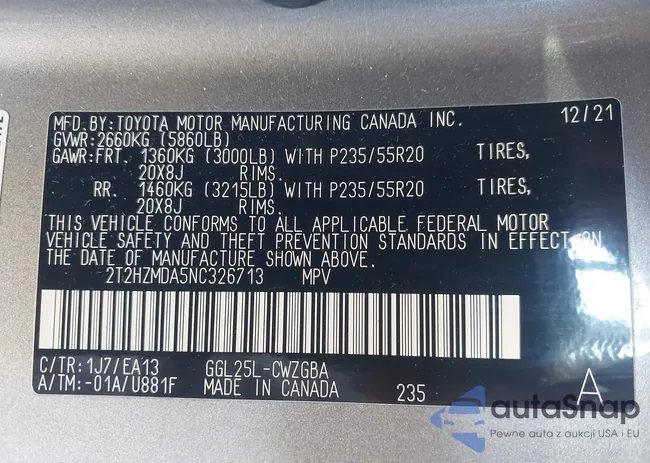 MFD.BY:TOYOTA MOTOR MANUFACTURING CANADA INC. 12/21
GVWR:2660KG (5860LB)
GAWR:FRT. 1360KG (3000LB) WITH P235/55R20 TIRES,
20X8J RIMS.
RR. 1460KG (3215LB) WITH P235/55R20 TIRES,
20X8J RIMS.
THIS VEHICLE CONFORMS TO ALL APPLICABLE FEDERAL MOTOR
VEHICLE SAFETY AND THEFT PREVENTION STANDARDS IN EFFECT ON
THE DATE OF MANUFACTURE SHOWN ABOVE.
2T2HZMDA5NC326713 MPV
C/TR:1J7/EA13 GGL25L-CWZGBA
A/TM:-01A/U881F MADE IN CANADA 235 A
autaSnap
Pewne auta z aukcji USA i EU